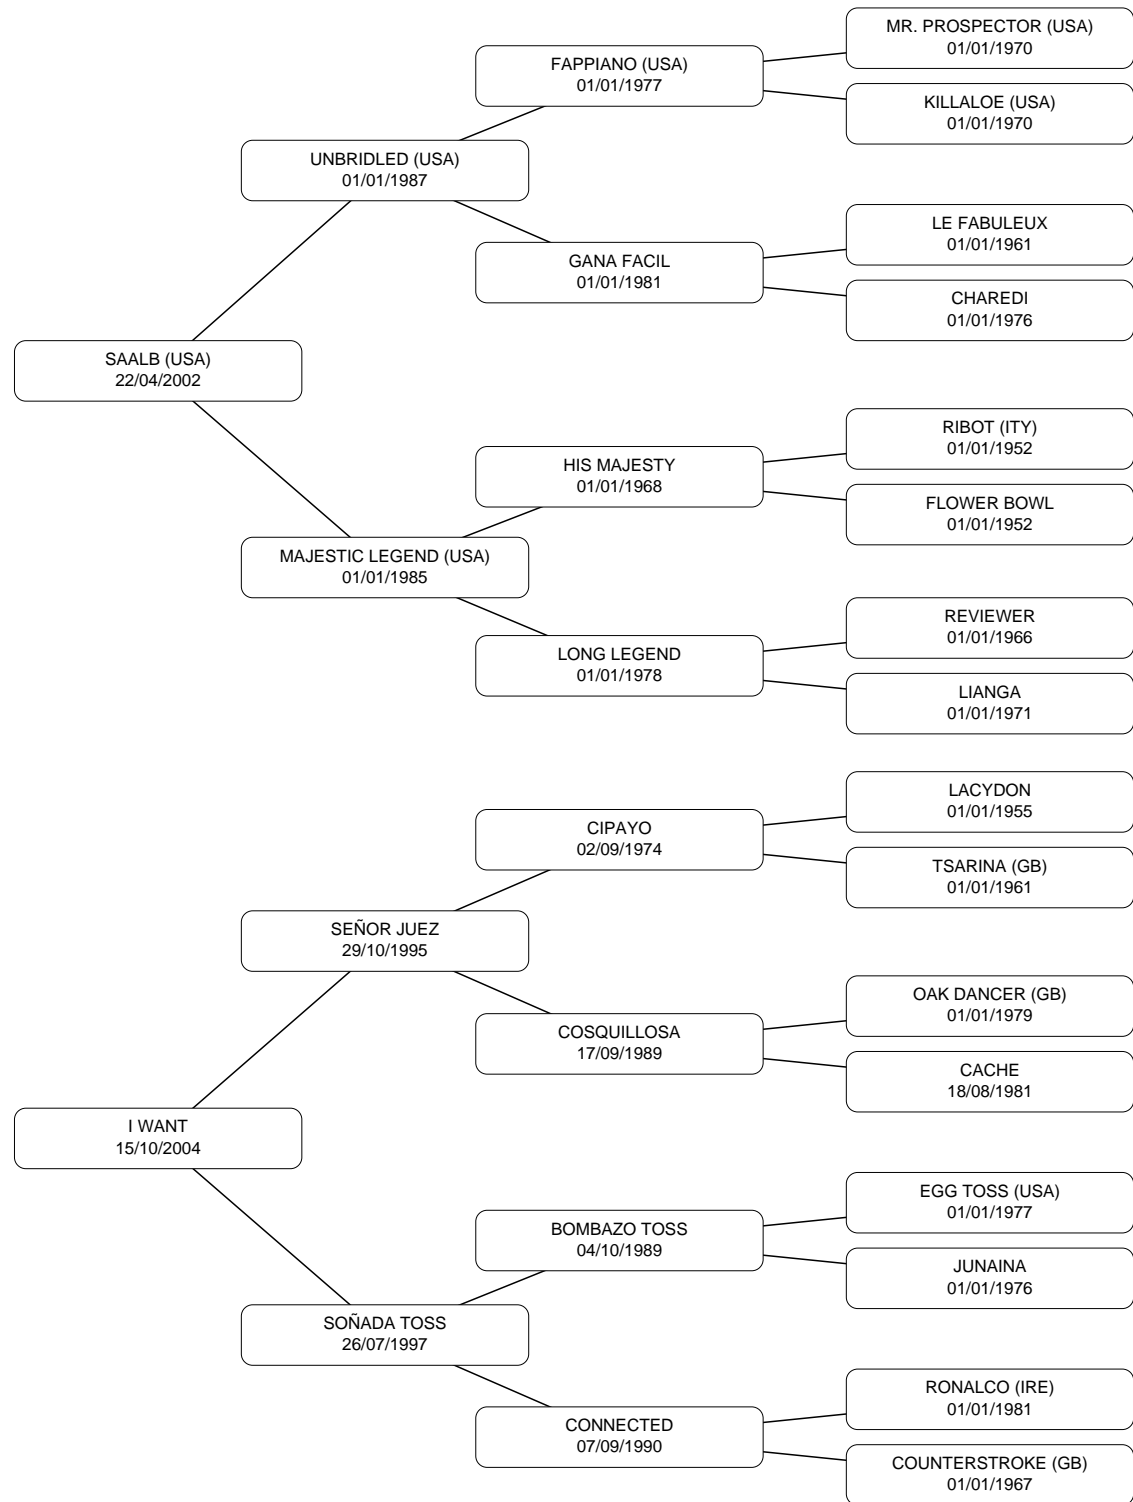 MR. PROSPECTOR (USA)
01/01/1970
FAPPIANO (USA)
01/01/1977
KILLALOE (USA)
01/01/1970
UNBRIDLED (USA)
01/01/1987
LE FABULEUX
01/01/1961
GANA FACIL
01/01/1981
CHAREDI
01/01/1976
SAALB (USA)
22/04/2002
RIBOT (ITY)
01/01/1952
HIS MAJESTY
01/01/1968
FLOWER BOWL
01/01/1952
MAJESTIC LEGEND (USA)
01/01/1985
REVIEWER
01/01/1966
LONG LEGEND
01/01/1978
LIANGA
01/01/1971
LACYDON
01/01/1955
CIPAYO
02/09/1974
TSARINA (GB)
01/01/1961
SEÑOR JUEZ
29/10/1995
OAK DANCER (GB)
01/01/1979
COSQUILLOSA
17/09/1989
CACHE
18/08/1981
I WANT
15/10/2004
EGG TOSS (USA)
01/01/1977
BOMBAZO TOSS
04/10/1989
JUNAINA
01/01/1976
SOÑADA TOSS
26/07/1997
RONALCO (IRE)
01/01/1981
CONNECTED
07/09/1990
COUNTERSTROKE (GB)
01/01/1967